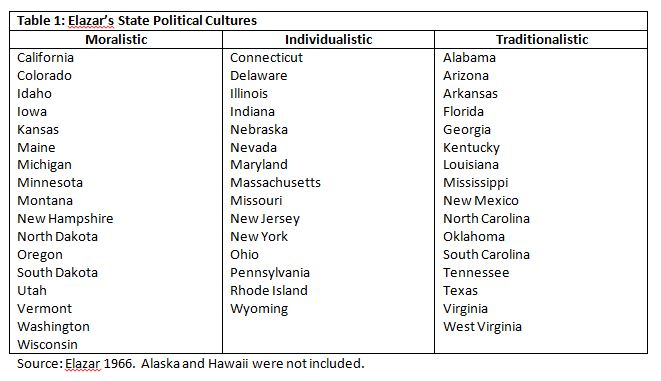 Table 1: Elazar's State Political Cultures
Moralistic Individualistic Traditionalistic
California Connecticut Alabama
Colorado Delaware Arizona
Idaho Illinois Arkansas
Iowa Indiana Florida
Kansas Nebraska Georgia
Maine Nevada Kentucky
Michigan Maryland Louisiana
Minnesota Massachusetts Mississippi
Montana Missouri New Mexico
New Hampshire New Jersey North Carolina
North Dakota New York Oklahoma
Oregon Ohio South Carolina
South Dakota Pennsylvania Tennessee
Utah Rhode Island Texas
Vermont Wyoming Virginia
Washington West Virginia
Wisconsin
Source: Elazar 1966. Alaska and Hawaii were not included.